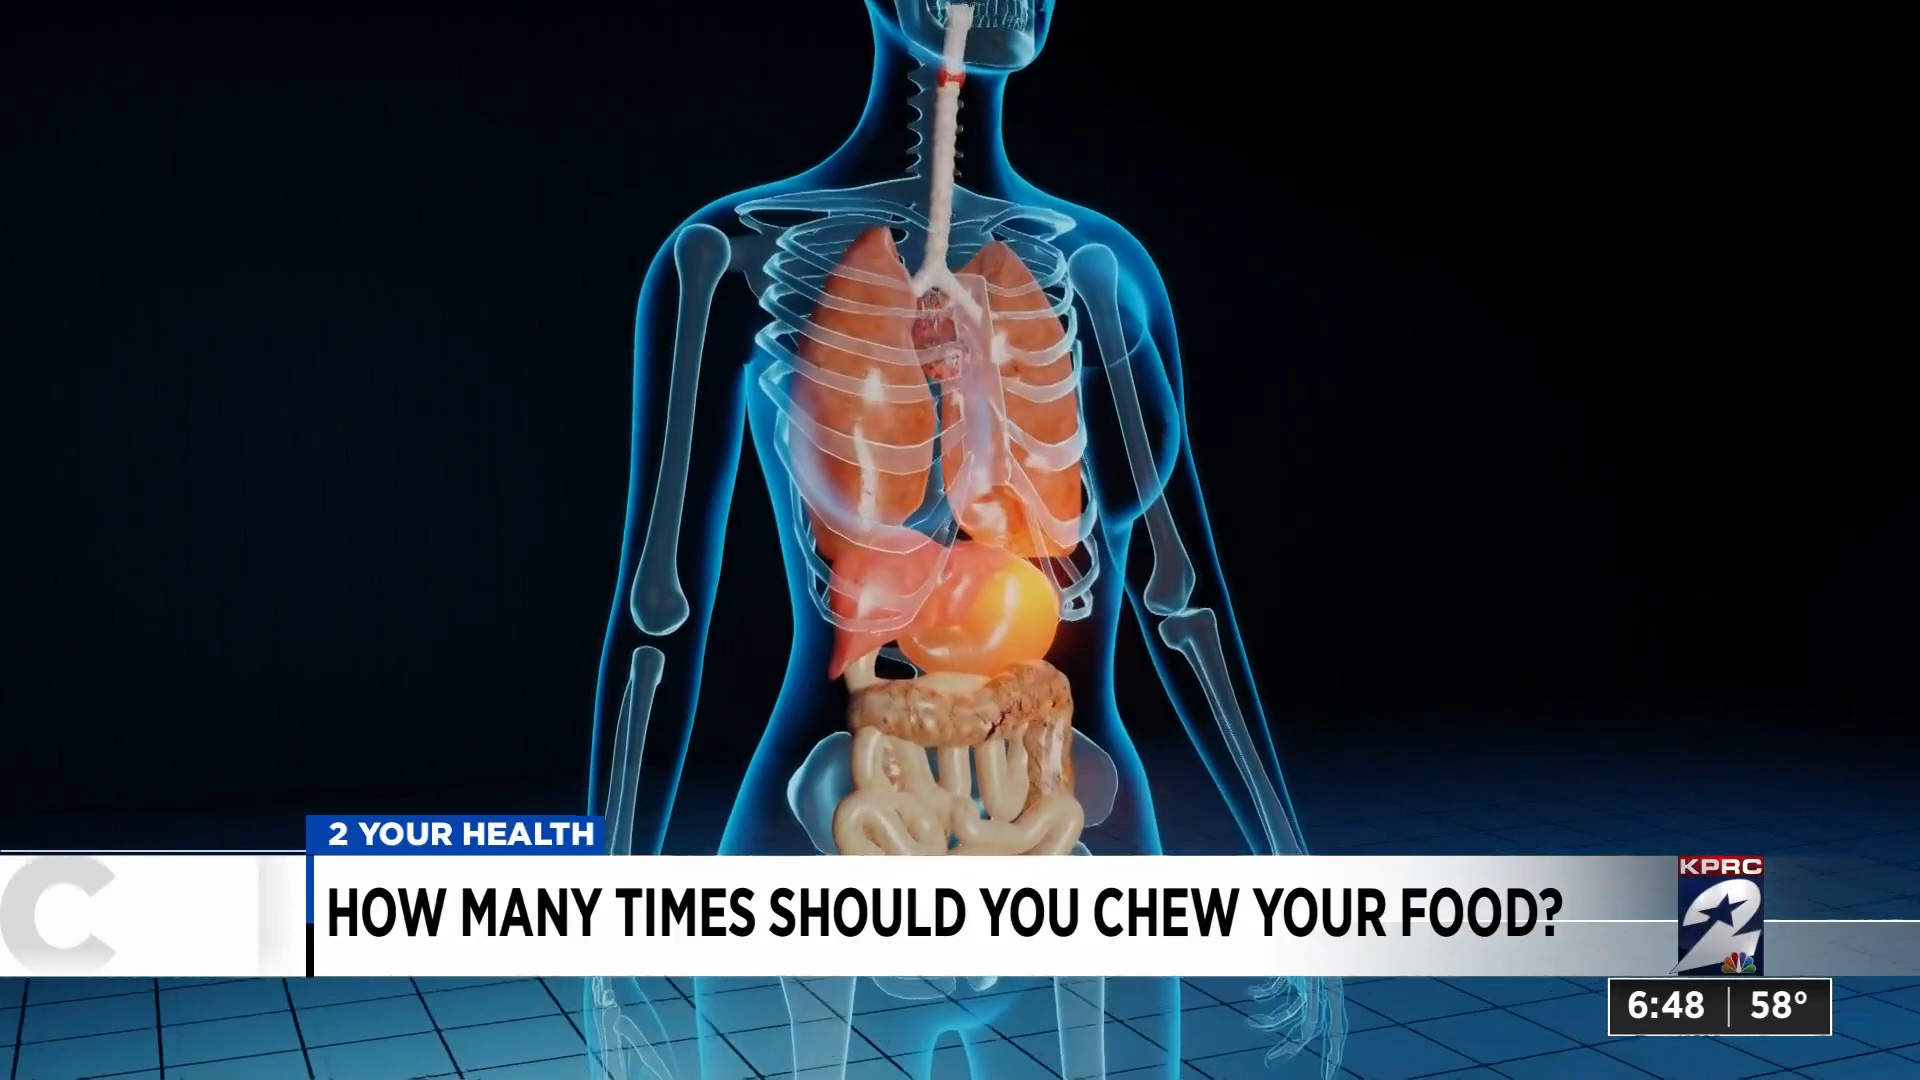 2 YOUR HEALTH
C
HOW MANY TIMES SHOULD YOU CHEW YOUR FOOD?
KPRC
2
6:48 58°